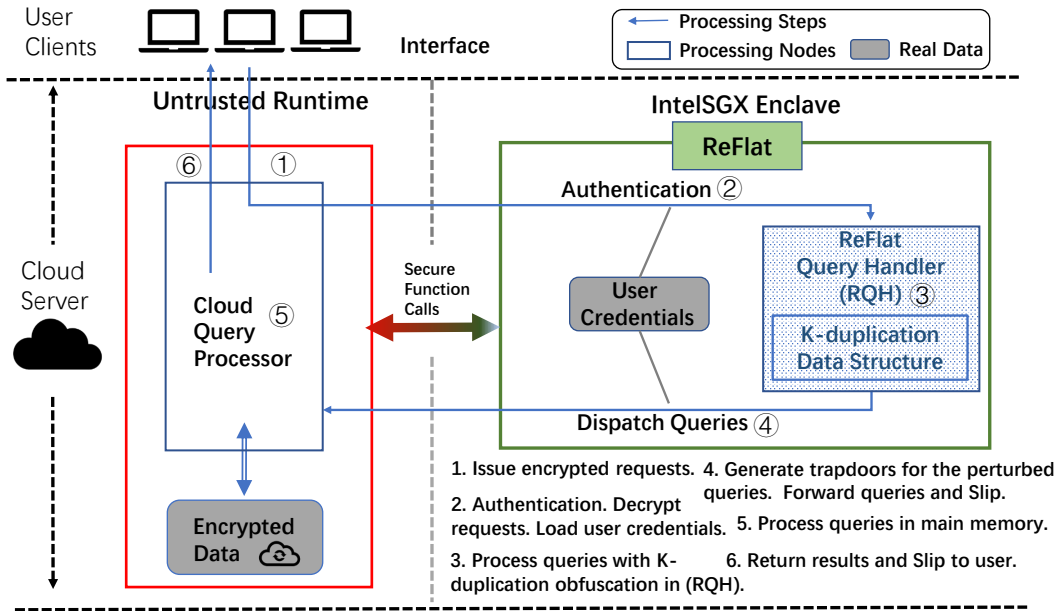 User
Clients
Interface
Processing Steps
Processing Nodes
Real Data
Untrusted Runtime
IntelSGX Enclave
ReFlat
⑥
①
Authentication ②
ReFlat
Query Handler
(RQH) ③
K-duplication
Data Structure
User
Credentials
Secure
Function
Calls
Cloud
Server
Cloud
Query ⑤
Processor
Dispatch Queries ④
Encrypted
Data
1. Issue encrypted requests.
2. Authentication. Decrypt
requests. Load user credentials.
3. Process queries with K-
duplication obfuscation in (RQH).
4. Generate trapdoors for the perturbed
queries. Forward queries and Slip.
5. Process queries in main memory.
6. Return results and Slip to user.